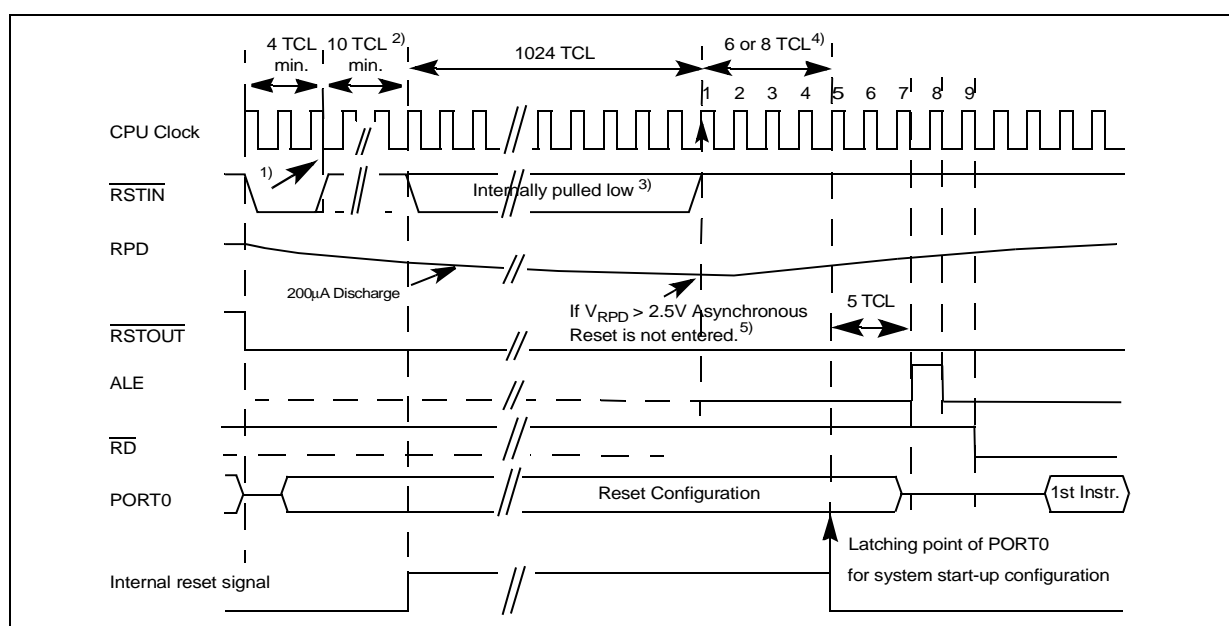 4 TCL
min.
10 TCL 2)
min.
1024 TCL
6 or 8 TCL4)
1 2 3 4 5 6 7 8 9
CPU Clock
1)
RSTIN
Internally pulled low 3)
RPD
200µA Discharge
If VRPD > 2.5V Asynchronous
Reset is not entered.5)
5 TCL
RSTOUT
ALE
RD
PORT0
Reset Configuration
1st Instr.
Latching point of PORT0
for system start-up configuration
Internal reset signal